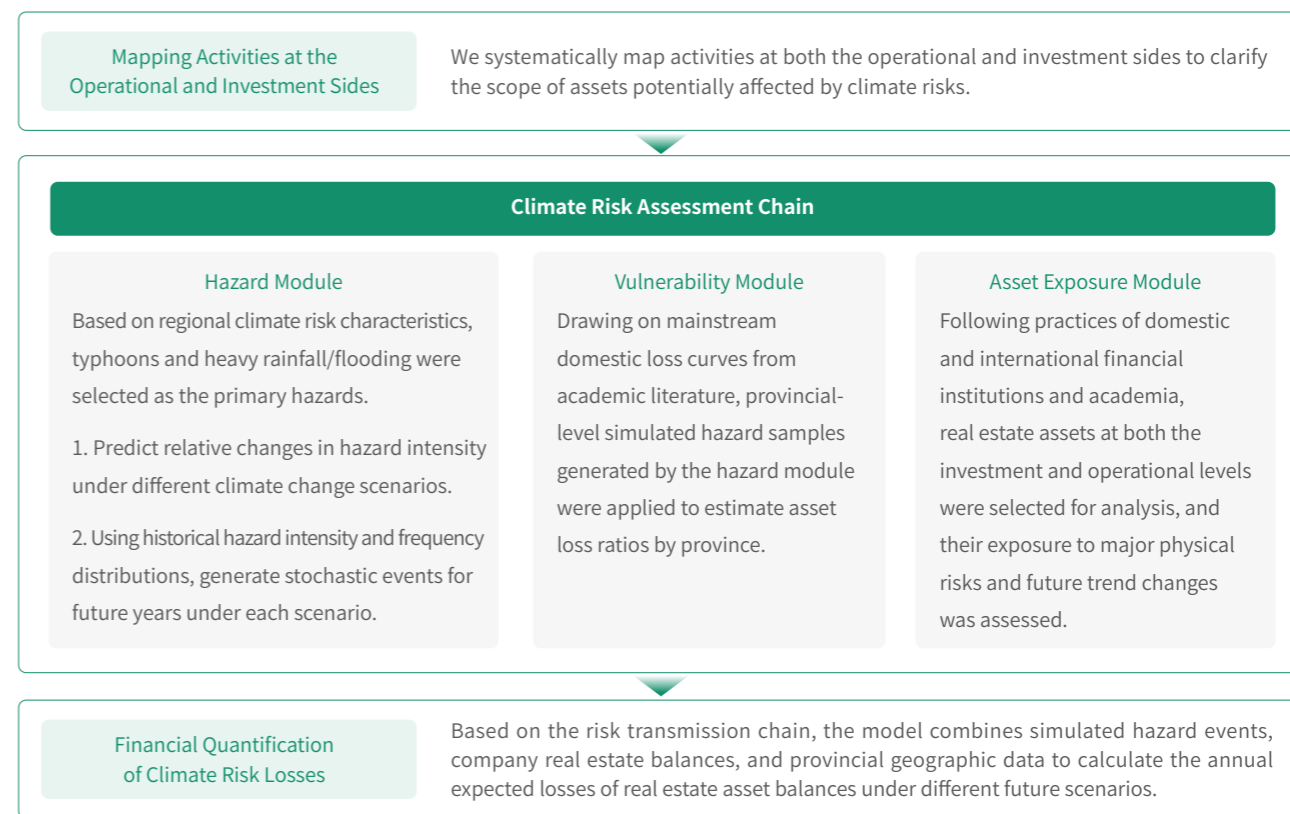 Mapping Activities at the
Operational and Investment Sides
We systematically map activities at both the operational and investment sides to clarify
the scope of assets potentially affected by climate risks.
Climate Risk Assessment Chain
Hazard Module
Based on regional climate risk characteristics,
typhoons and heavy rainfall/flooding were
selected as the primary hazards.
1. Predict relative changes in hazard intensity
under different climate change scenarios.
2. Using historical hazard intensity and frequency
distributions, generate stochastic events for
future years under each scenario.
Vulnerability Module
Drawing on mainstream
domestic loss curves from
academic literature, provincial-
level simulated hazard samples
generated by the hazard module
were applied to estimate asset
loss ratios by province.
Asset Exposure Module
Following practices of domestic
and international financial
institutions and academia,
real estate assets at both the
investment and operational levels
were selected for analysis, and
their exposure to major physical
risks and future trend changes
was assessed.
Financial Quantification
of Climate Risk Losses
Based on the risk transmission chain, the model combines simulated hazard events,
company real estate balances, and provincial geographic data to calculate the annual
expected losses of real estate asset balances under different future scenarios.